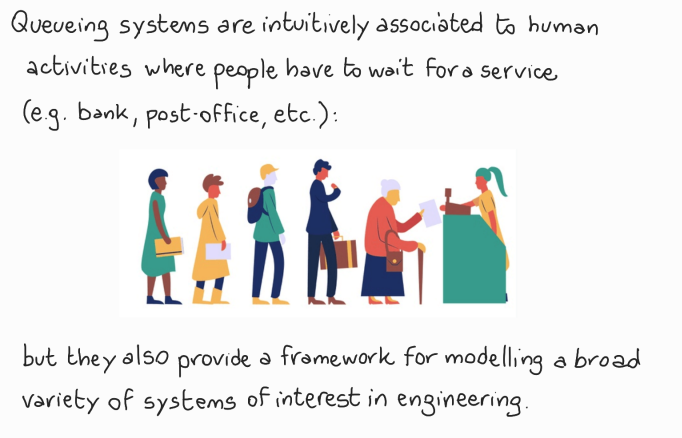 Queueing systems are intuitively associated to human
activities where people have to wait for a service
(e.g. bank, post-office, etc.):
but they also provide a framework for modelling a broad
variety of systems of interest in engineering.